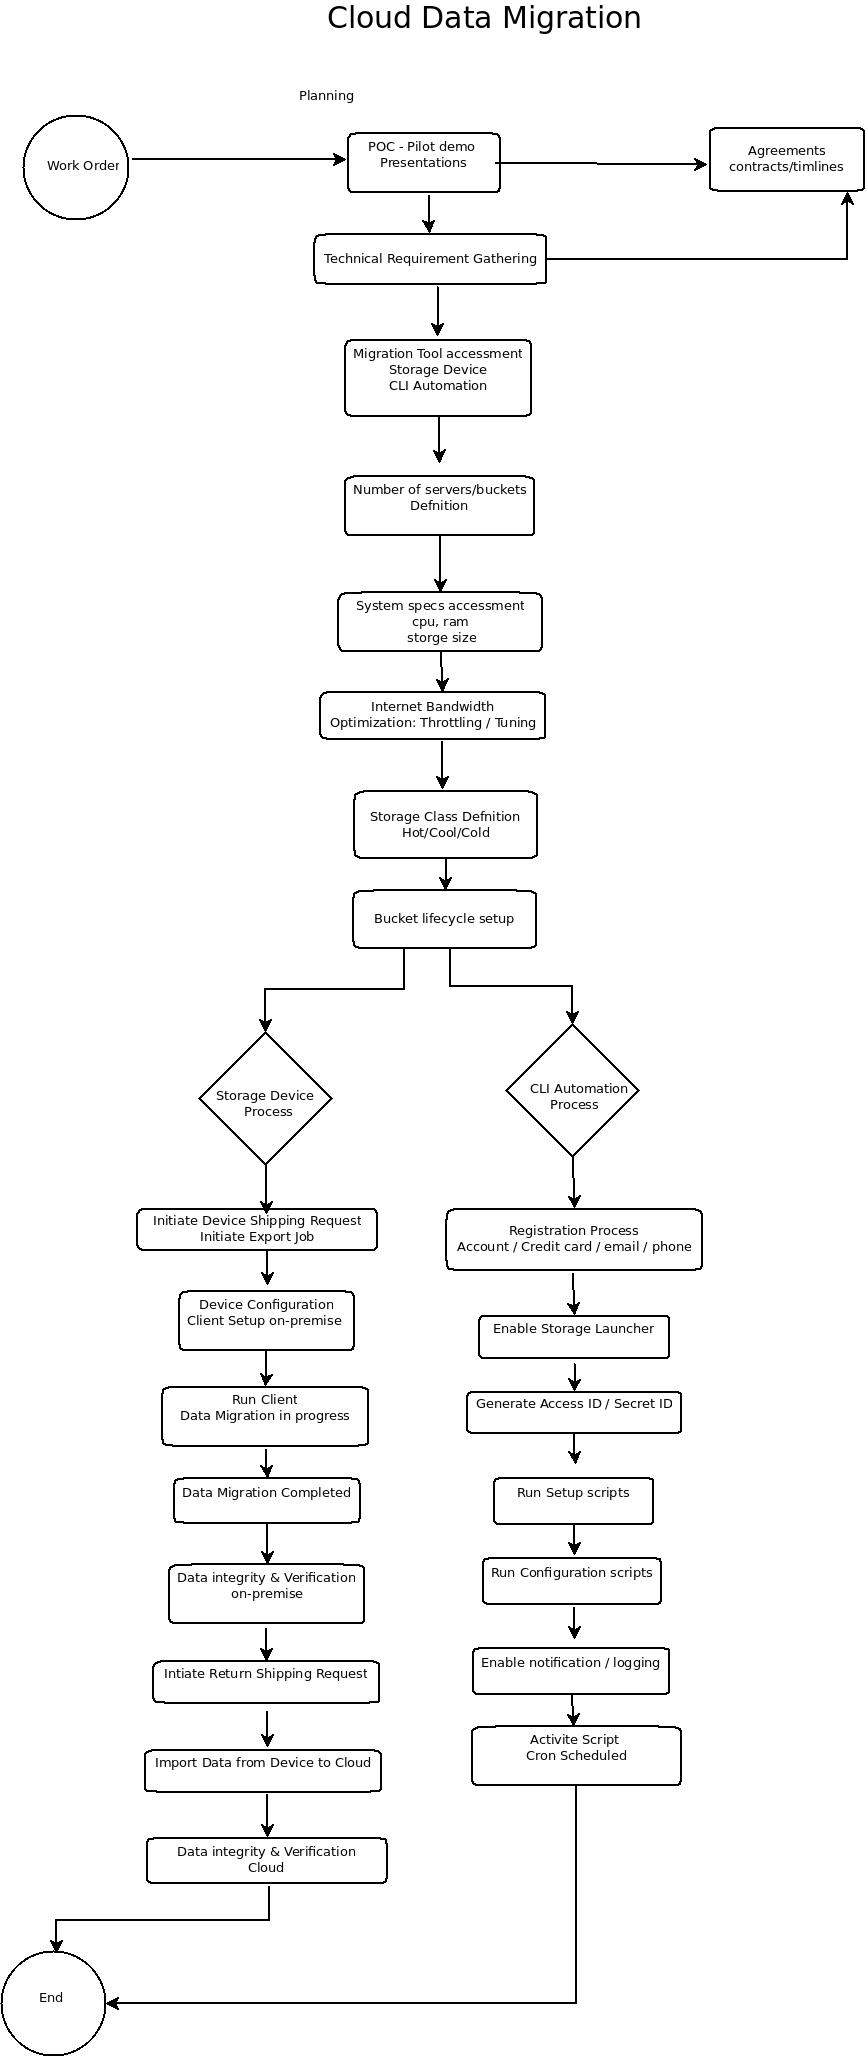 Cloud Data Migration
Planning
Work Order
POC - Pilot demo
Presentations
Agreements
contracts/timlines
Technical Requirement Gathering
Migration Tool accessment
Storage Device
CLI Automation
Number of servers/buckets
Defnition
System specs accessment
cpu, ram
storge size
Internet Bandwidth
Optimization: Throttling / Tuning
Storage Class Defnition
Hot/Cool/Cold
Bucket lifecycle setup
Storage Device
Process
CLI Automation
Process
Initiate Device Shipping Request
Initiate Export Job
Registration Process
Account / Credit card / email / phone
Device Configuration
Client Setup on-premise
Enable Storage Launcher
Run Client
Data Migration in progress
Generate Access ID / Secret ID
Data Migration Completed
Run Setup scripts
Data integrity & Verification
on-premise
Run Configuration scripts
Intiate Return Shipping Request
Enable notification / logging
Import Data from Device to Cloud
Activite Script
Cron Scheduled
Data integrity & Verification
Cloud
End